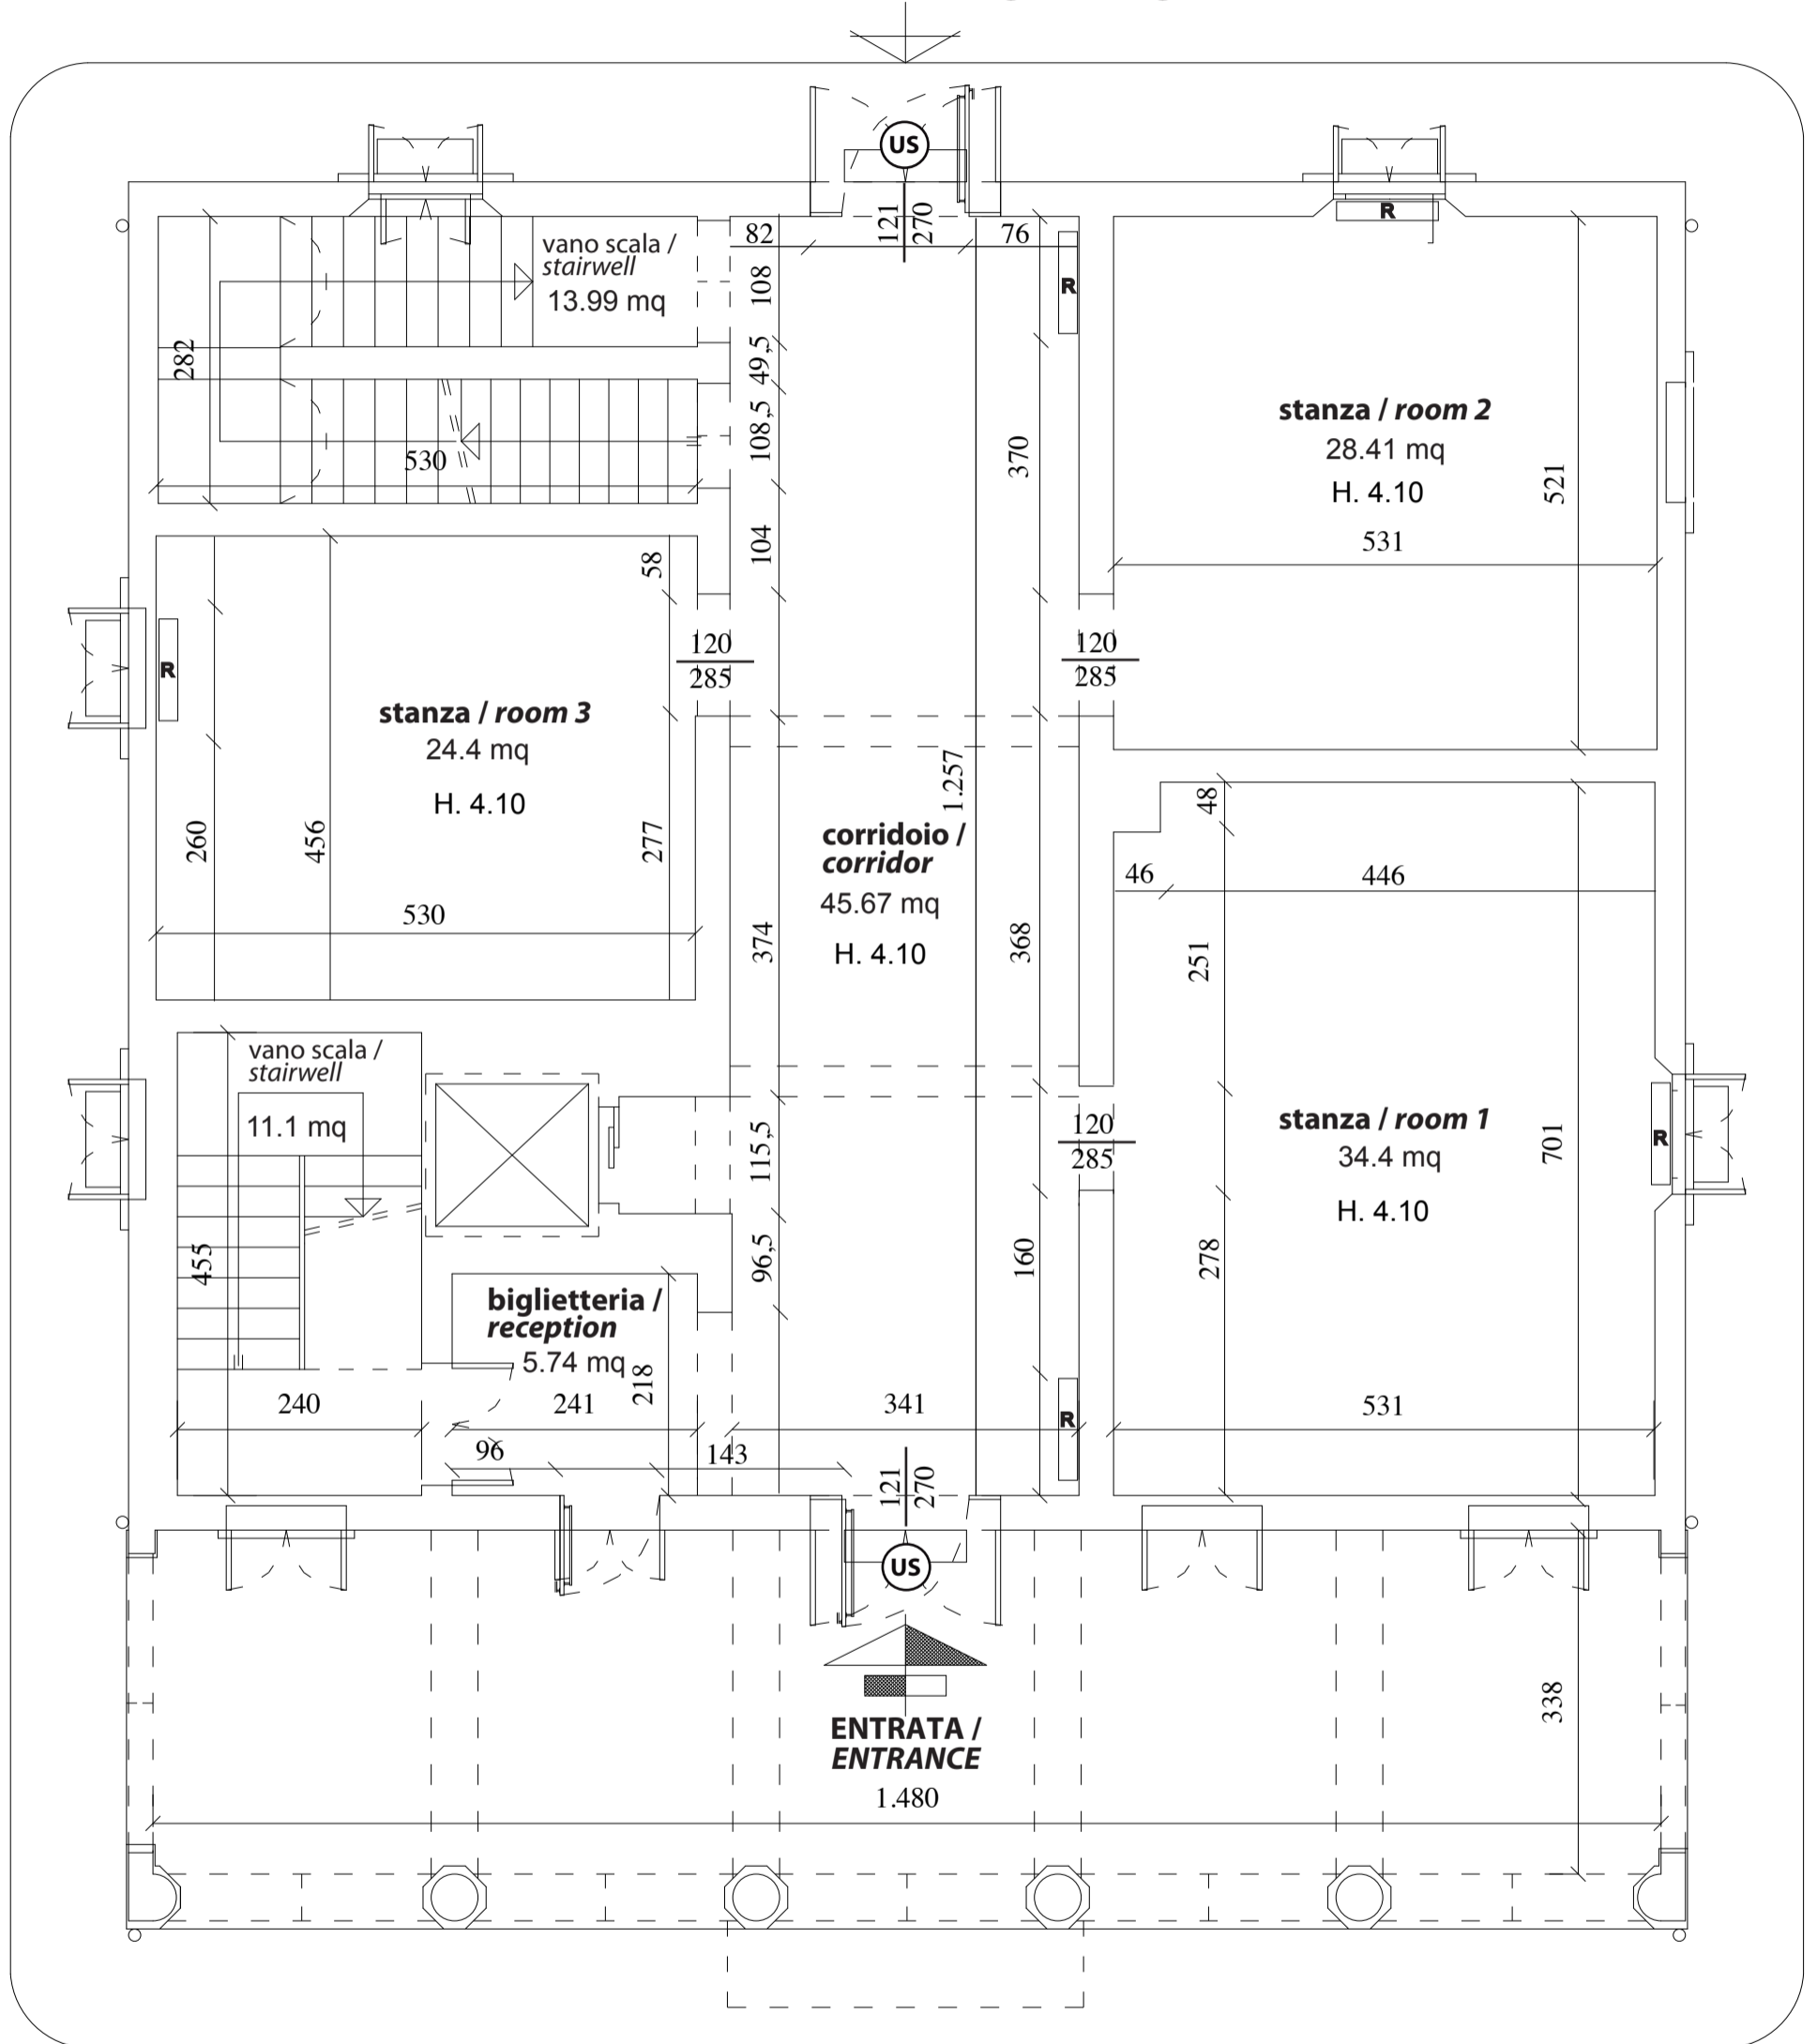 US
121
270
82
76
vano scala /
stairwell
13.99 mq
108
R
R
282
49,5
108,5
530
370
stanza / room 2
28.41 mq
H. 4.10
521
531
104
58
120
285
120
285
R
stanza / room 3
24.4 mq
H. 4.10
260
456
277
530
1.257
corridoio /
corridor
45.67 mq
H. 4.10
374
368
48
46
446
251
vano scala /
stairwell
11.1 mq
455
115,5
120
285
stanza / room 1
34.4 mq
H. 4.10
701
R
278
96,5
160
biglietteria /
reception
5.74 mq
218
240
241
341
531
R
96
143
121
270
US
ENTRATA /
ENTRANCE
1.480
338